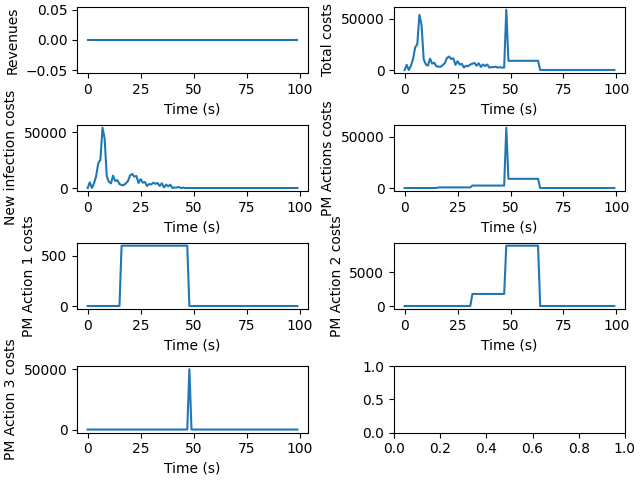 Revenues
0.05
0.00
−0.05
0 25 50 75 100
Time (s)
Total costs
50000
0
0 25 50 75 100
Time (s)
New infection costs
50000
0
0 25 50 75 100
Time (s)
PM Actions costs
50000
0
0 25 50 75 100
Time (s)
PM Action 1 costs
500
0
0 25 50 75 100
Time (s)
PM Action 2 costs
5000
0
0 25 50 75 100
Time (s)
PM Action 3 costs
50000
0
0 25 50 75 100
Time (s)
1.0
0.5
0.0
0.0 0.2 0.4 0.6 0.8 1.0